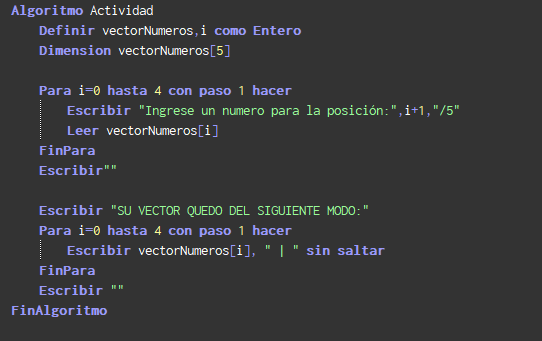 Algoritmo Actividad
Definir vectorNumeros,i como Entero
Dimension vectorNumeros[5]
Para i=0 hasta 4 con paso 1 hacer
Escribir "Ingrese un numero para la posición:",i+1,"/5"
Leer vectorNumeros[i]
FinPara
Escribir""
Escribir "SU VECTOR QUEDO DEL SIGUIENTE MODO:"
Para i=0 hasta 4 con paso 1 hacer
Escribir vectorNumeros[i], " | " sin saltar
FinPara
Escribir ""
FinAlgoritmo